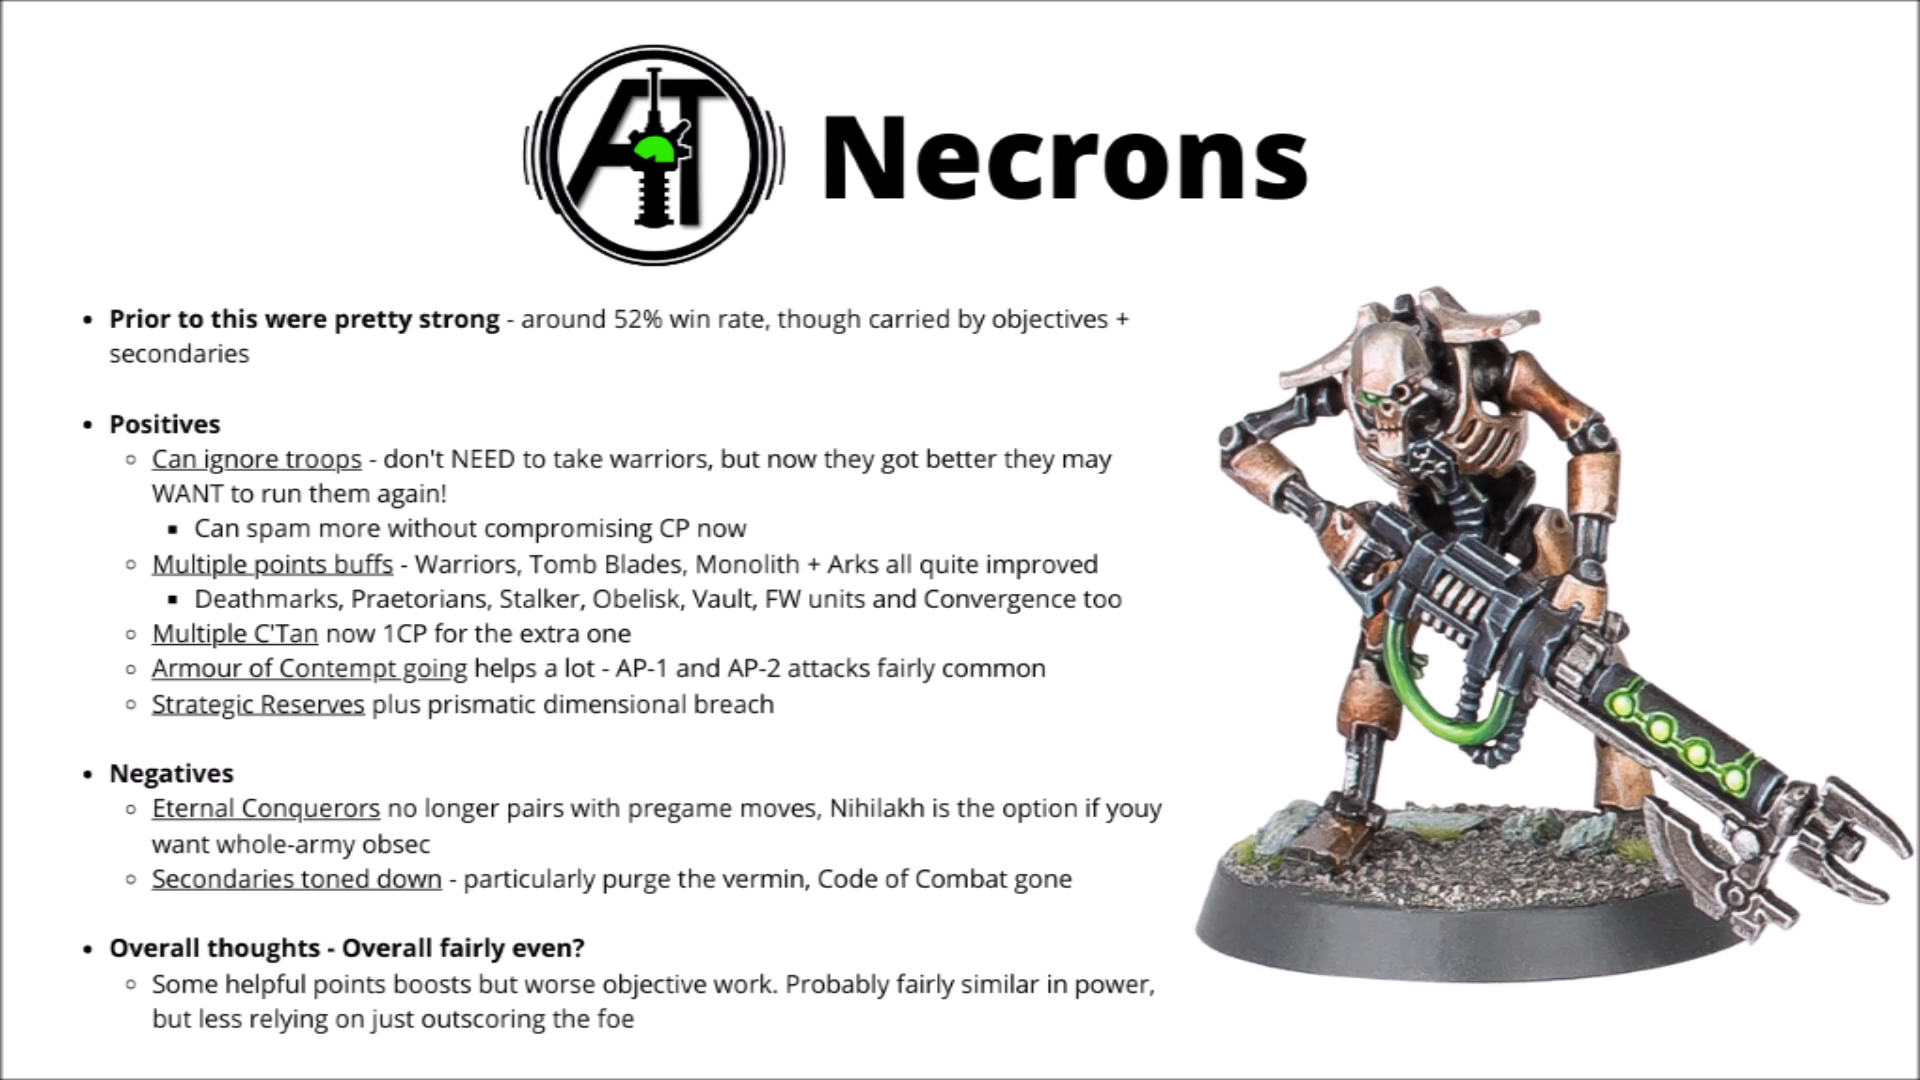 AT
Necrons
• Prior to this were pretty strong - around 52% win rate, though carried by objectives +
secondaries
• Positives
◦ Can ignore troops - don't NEED to take warriors, but now they got better they may
WANT to run them again!
▪ Can spam more without compromising CP now
◦ Multiple points buffs - Warriors, Tomb Blades, Monolith + Arks all quite improved
▪ Deathmarks, Praetorians, Stalker, Obelisk, Vault, FW units and Convergence too
◦ Multiple C'Tan now 1CP for the extra one
◦ Armour of Contempt going helps a lot - AP-1 and AP-2 attacks fairly common
◦ Strategic Reserves plus prismatic dimensional breach
• Negatives
◦ Eternal Conquerors no longer pairs with pregame moves, Nihilakh is the option if youy
want whole-army obsec
◦ Secondaries toned down - particularly purge the vermin, Code of Combat gone
• Overall thoughts - Overall fairly even?
◦ Some helpful points boosts but worse objective work. Probably fairly similar in power,
but less relying on just outscoring the foe